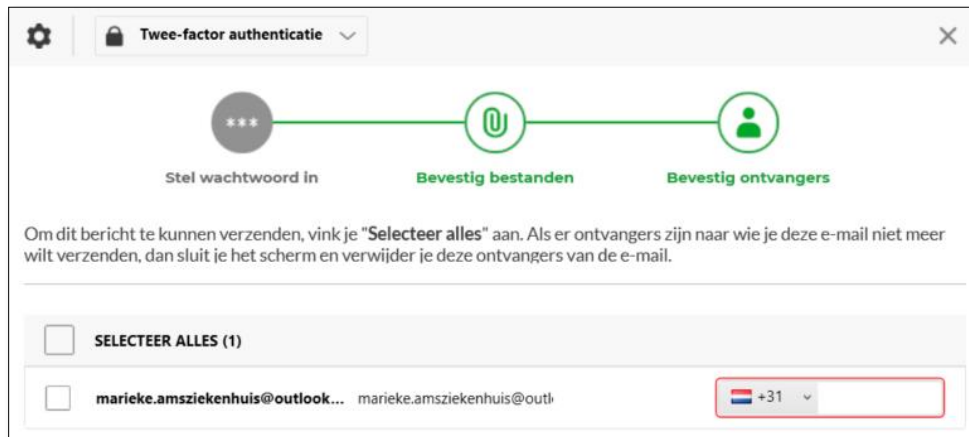 Twee-factor authenticatie
***
Stel wachtwoord in
Bevestig bestanden
Bevestig ontvangers
Om dit bericht te kunnen verzenden, vink je "Selecteer alles" aan. Als er ontvangers zijn naar wie je deze e-mail niet meer
wilt verzenden, dan sluit je het scherm en verwijder je deze ontvangers van de e-mail.
SELECTEER ALLES (1)
marieke.amsziekenhuis@outlook... marieke.amsziekenhuis@outl +31